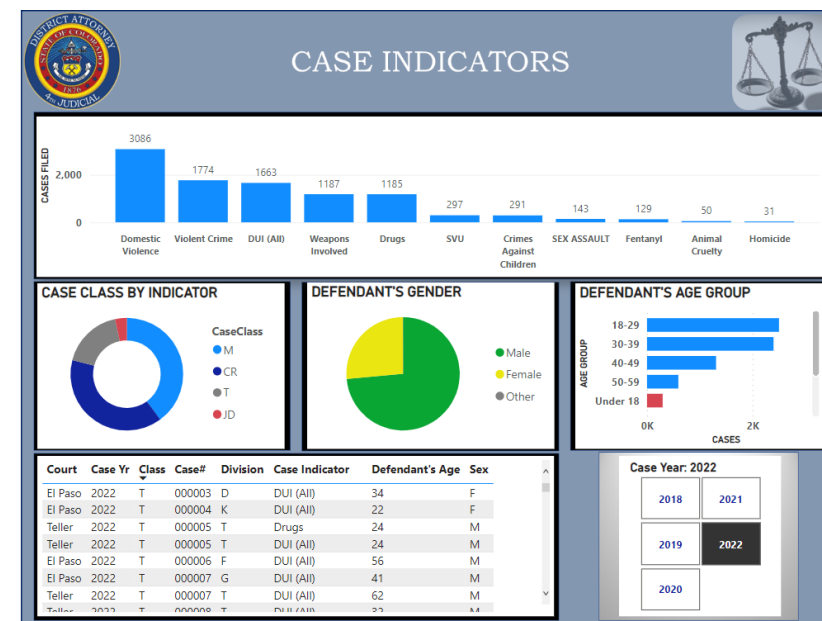 DISTRICT ATTORNEY
STATE OF COLORADO
1876
4TH JUDICIAL
CASE INDICATORS
CASES FILED
2,000
0
3086
1774
1663
1187
1185
297
291
143
129
50
31
Domestic Violence
Violent Crime
DUI (All)
Weapons Involved
Drugs
SVU
Crimes Against Children
SEX ASSAULT
Fentanyl
Animal Cruelty
Homicide
CASE CLASS BY INDICATOR
CaseClass
M
CR
T
JD
DEFENDANT'S GENDER
Male
Female
Other
DEFENDANT'S AGE GROUP
AGE GROUP
18-29
30-39
40-49
50-59
Under 18
0K 2K
CASES
Court Case Yr Class Case# Division Case Indicator Defendant's Age Sex
El Paso 2022 T 000003 D DUI (All) 34 F
El Paso 2022 T 000004 K DUI (All) 22 F
Teller 2022 T 000005 T Drugs 24 M
Teller 2022 T 000005 T DUI (All) 24 M
El Paso 2022 T 000006 F DUI (All) 56 M
El Paso 2022 T 000007 G DUI (All) 41 M
Teller 2022 T 000007 T DUI (All) 62 M
Teller 2022 T 000008 T DUI (All) 32 M
Case Year: 2022
2018 2021
2019 2022
2020